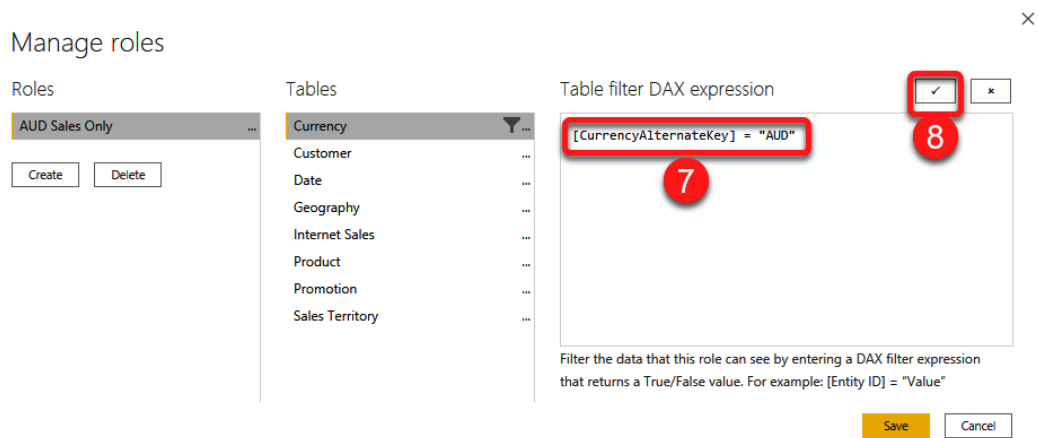 Manage roles
Roles
Tables
Table filter DAX expression
AUD Sales Only ...
Create Delete
Currency ...
Customer ...
Date ...
Geography ...
Internet Sales ...
Product ...
Promotion ...
Sales Territory ...
[CurrencyAlternateKey] = "AUD"
7
8
Filter the data that this role can see by entering a DAX filter expression
that returns a True/False value. For example: [Entity ID] = “Value”
Save Cancel